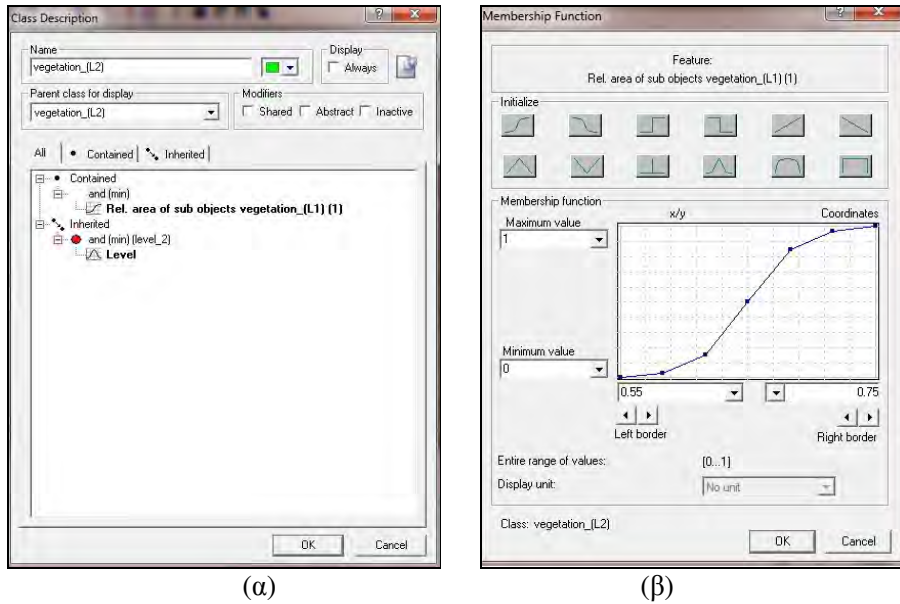 Class Description
Name
vegetation_(L2)
Display
Always
Parent class for display
vegetation_(L2)
Modifiers
Shared Abstract Inactive
All Contained Inherited
Contained
and (min)
Rel. area of sub objects vegetation_(L1) (1)
Inherited
and (min) (level_2)
Level
OK Cancel
(α)
Membership Function
Feature:
Rel. area of sub objects vegetation_(L1) (1)
Initialize
Membership function
Maximum value
x/y
Coordinates
1
Minimum value
0
0.55
0.75
Left border
Right border
Entire range of values:
[0...1]
Display unit:
No unit
Class: vegetation_(L2)
OK Cancel
(β)